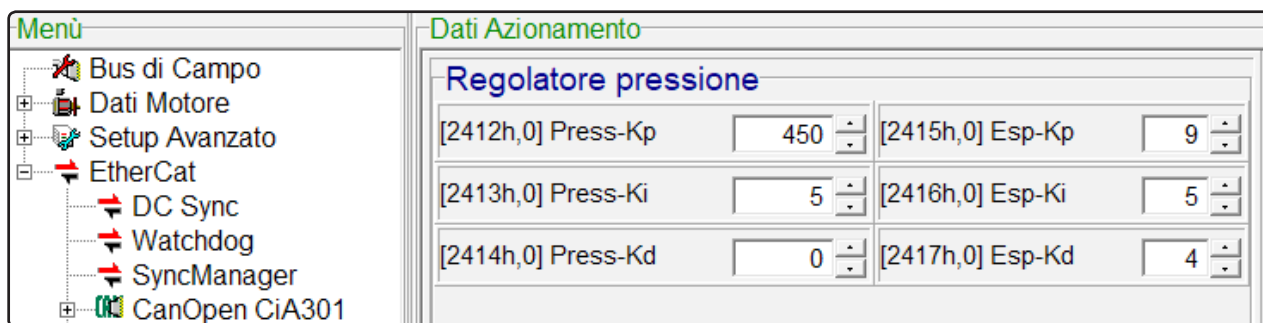 Menù
Bus di Campo
Dati Motore
Setup Avanzato
EtherCat
DC Sync
Watchdog
SyncManager
CanOpen CiA301
Dati Azionamento
Regolatore pressione
[2412h,0] Press-Kp 450 [2415h,0] Esp-Kp 9
[2413h,0] Press-Ki 5 [2416h,0] Esp-Ki 5
[2414h,0] Press-Kd 0 [2417h,0] Esp-Kd 4